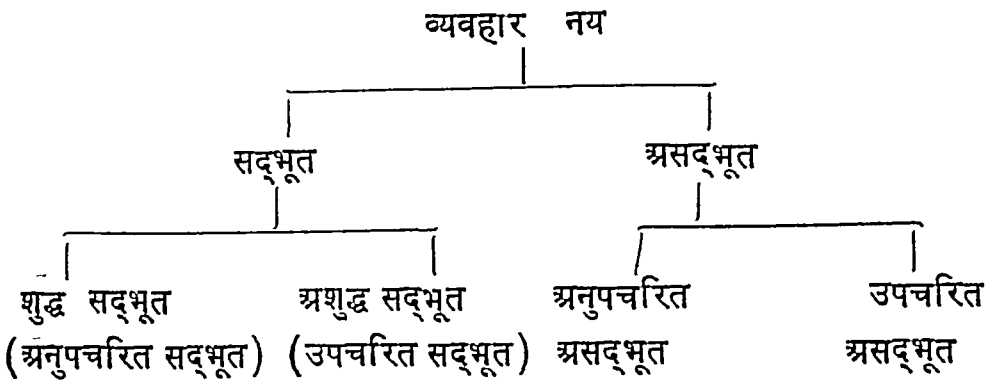 व्यवहार नय
सद्भूत असद्भूत
शुद्ध सद्भूत अशुद्ध सद्भूत अनुपचरित उपचरित
(अनुपचरित सद्भूत) (उपचरित सद्भूत) असद्भूत असद्भूत